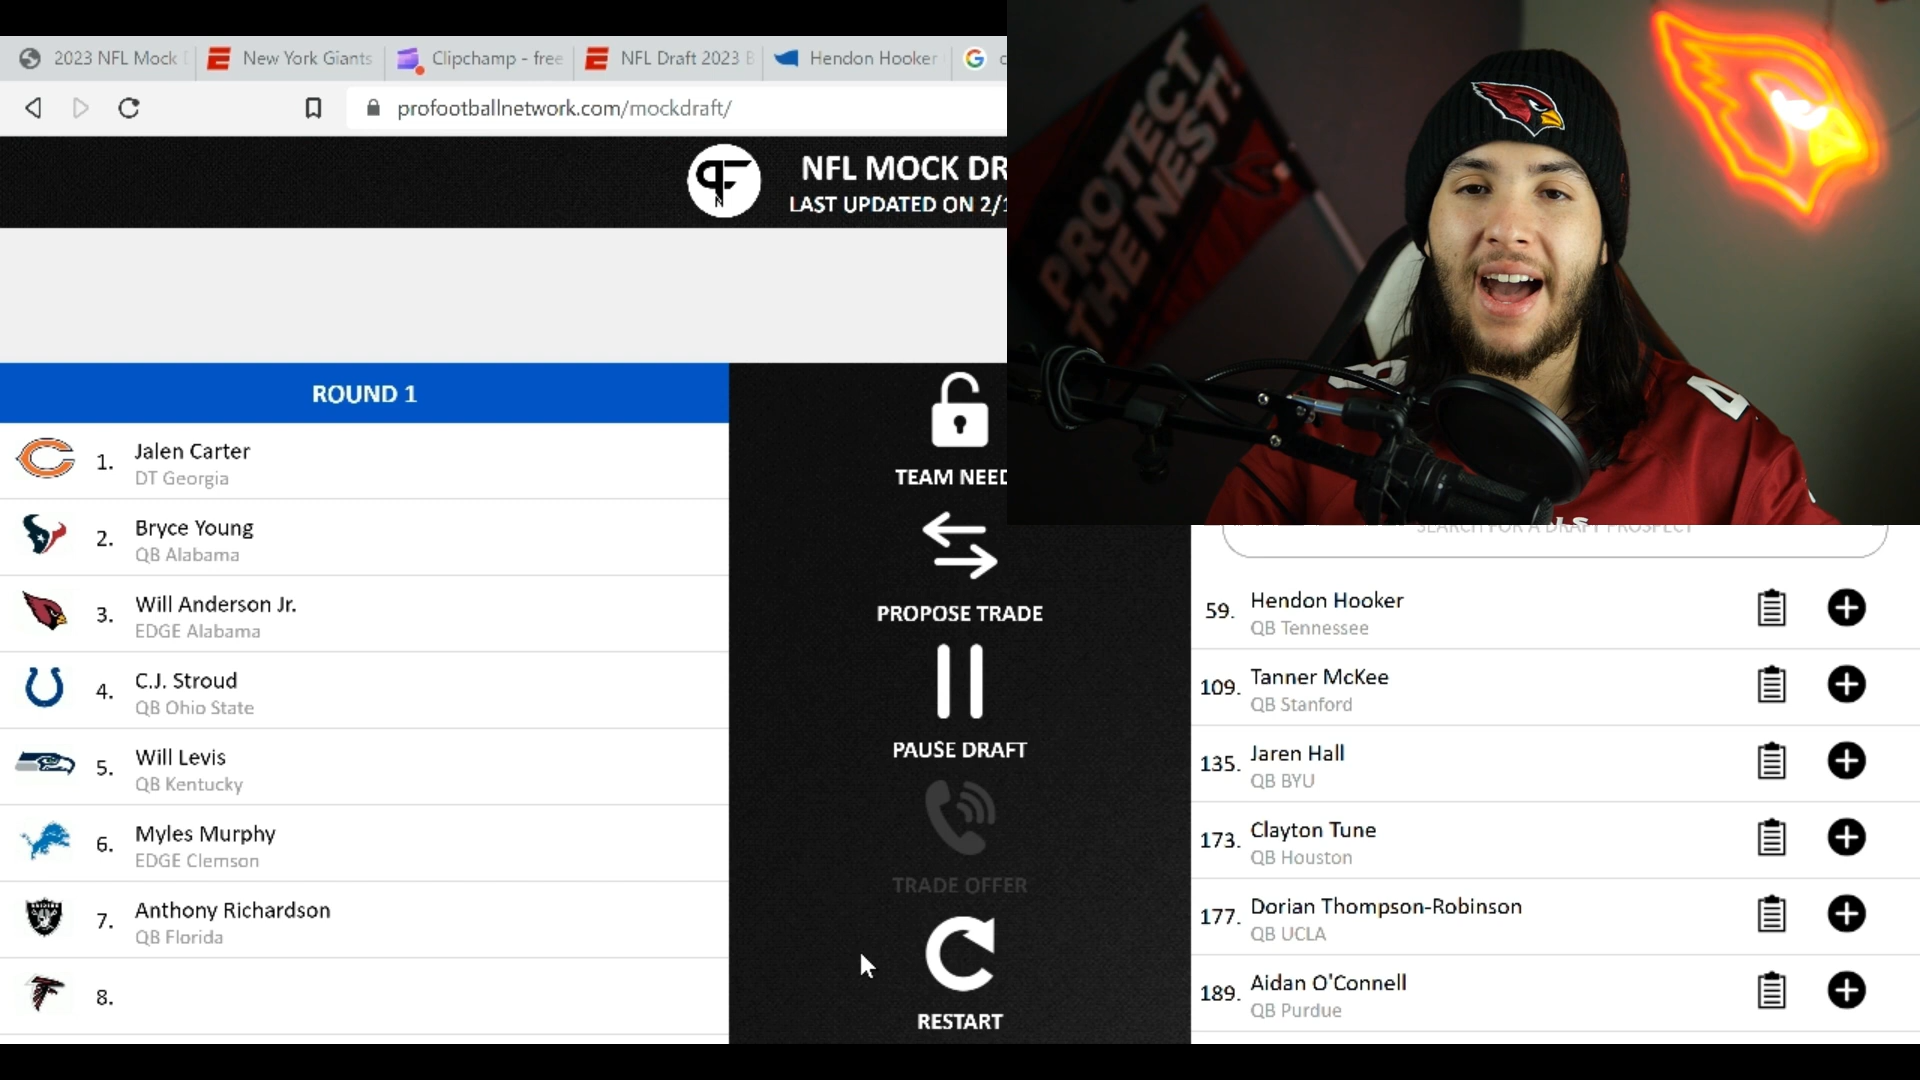 2023 NFL Mock
New York Giants
Clipchamp - free
NFL Draft 2023
Hendon Hooker
profootballnetwork.com/mockdraft/
NFL MOCK DR
LAST UPDATED ON 2/1
PROTECT
THE NEST!
ROUND 1
1. Jalen Carter
DT Georgia
2. Bryce Young
QB Alabama
3. Will Anderson Jr.
EDGE Alabama
4. C.J. Stroud
QB Ohio State
5. Will Levis
QB Kentucky
6. Myles Murphy
EDGE Clemson
7. Anthony Richardson
QB Florida
8.
TEAM NEED
PROPOSE TRADE
PAUSE DRAFT
TRADE OFFER
RESTART
SEARCH FOR A DRAFT PROSPECT
59. Hendon Hooker
QB Tennessee
109. Tanner McKee
QB Stanford
135. Jaren Hall
QB BYU
173. Clayton Tune
QB Houston
177. Dorian Thompson-Robinson
QB UCLA
189. Aidan O'Connell
QB Purdue